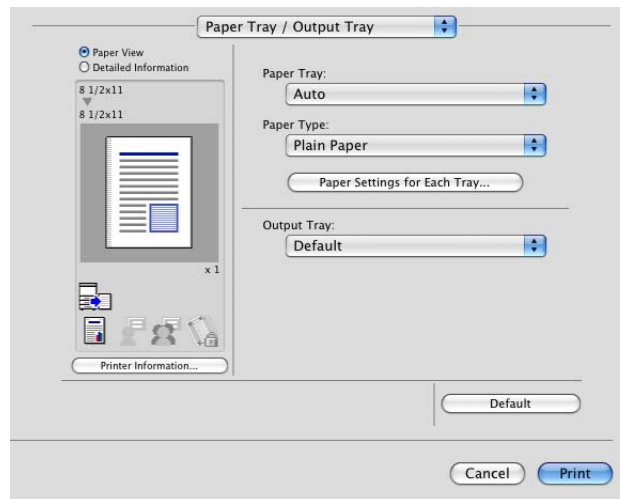 Paper Tray / Output Tray
Paper View
Detailed Information
8 1/2x11
8 1/2x11
x 1
Printer Information...
Paper Tray:
Auto
Paper Type:
Plain Paper
Paper Settings for Each Tray...
Output Tray:
Default
Default
Cancel
Print